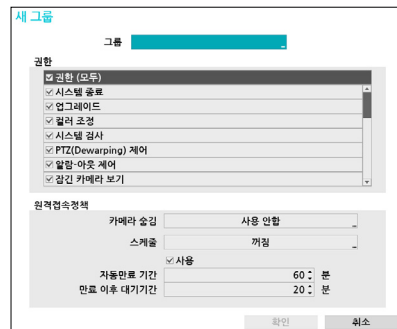 새 그룹
그룹
권한
권한 (모두)
시스템 종료
업그레이드
컬러 조정
시스템 검사
PTZ(Dewarping) 제어
알람-아웃 제어
잠긴 카메라 보기
원격접속정책
카메라 숨김 사용 안함
스케줄 꺼짐
사용
자동만료 기간 60 분
만료 이후 대기기간 20 분
확인 취소